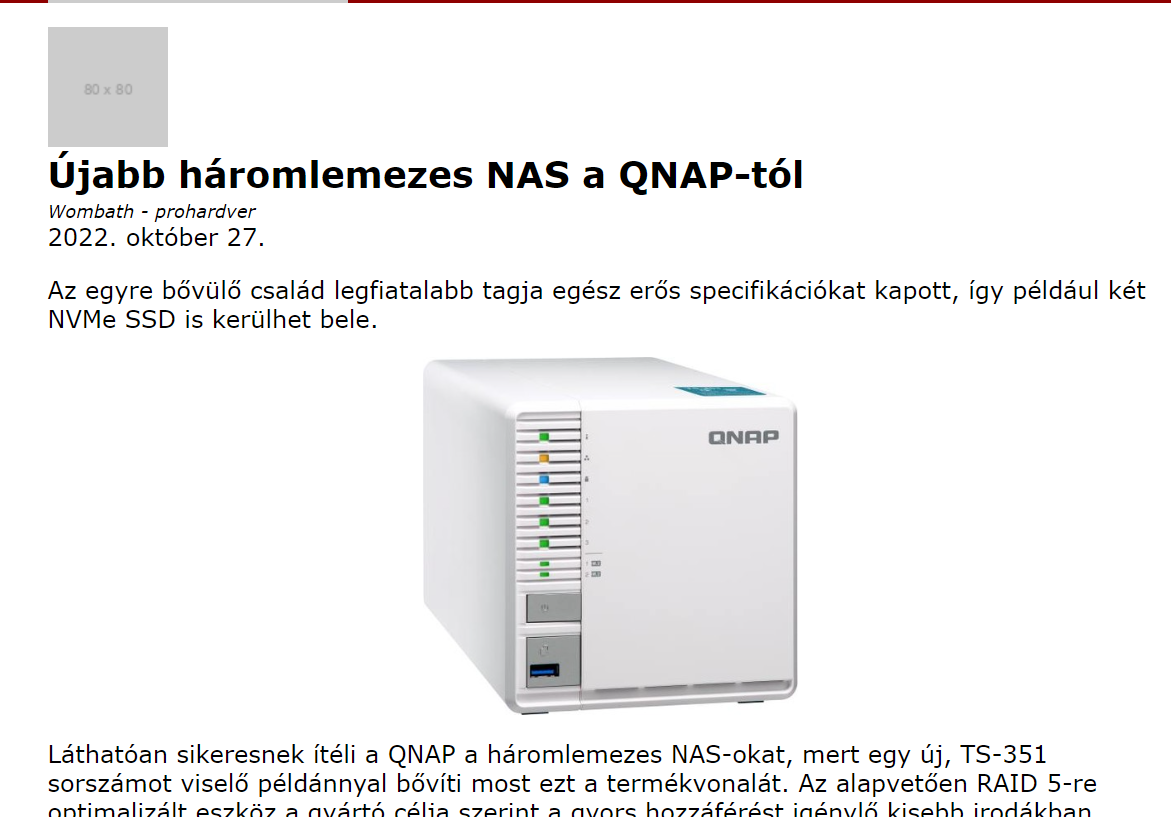 80 x 80
Újabb háromlemezes NAS a QNAP-tól
Wombath - prohardver
2022. október 27.
Az egyre bővülő család legfiatalabb tagja egész erős specifikációkat kapott, így például két
NVMe SSD is kerülhet bele.
QNAP
Láthatóan sikeresnek ítéli a QNAP a háromlemezes NAS-okat, mert egy új, TS-351
sorszámot viselő példánnyal bővíti most ezt a termékvonalát. Az alapvetően RAID 5-re
optimalizált eszköz a gyártó célja szerint a gyors hozzáférést igénylő kisebb irodákban